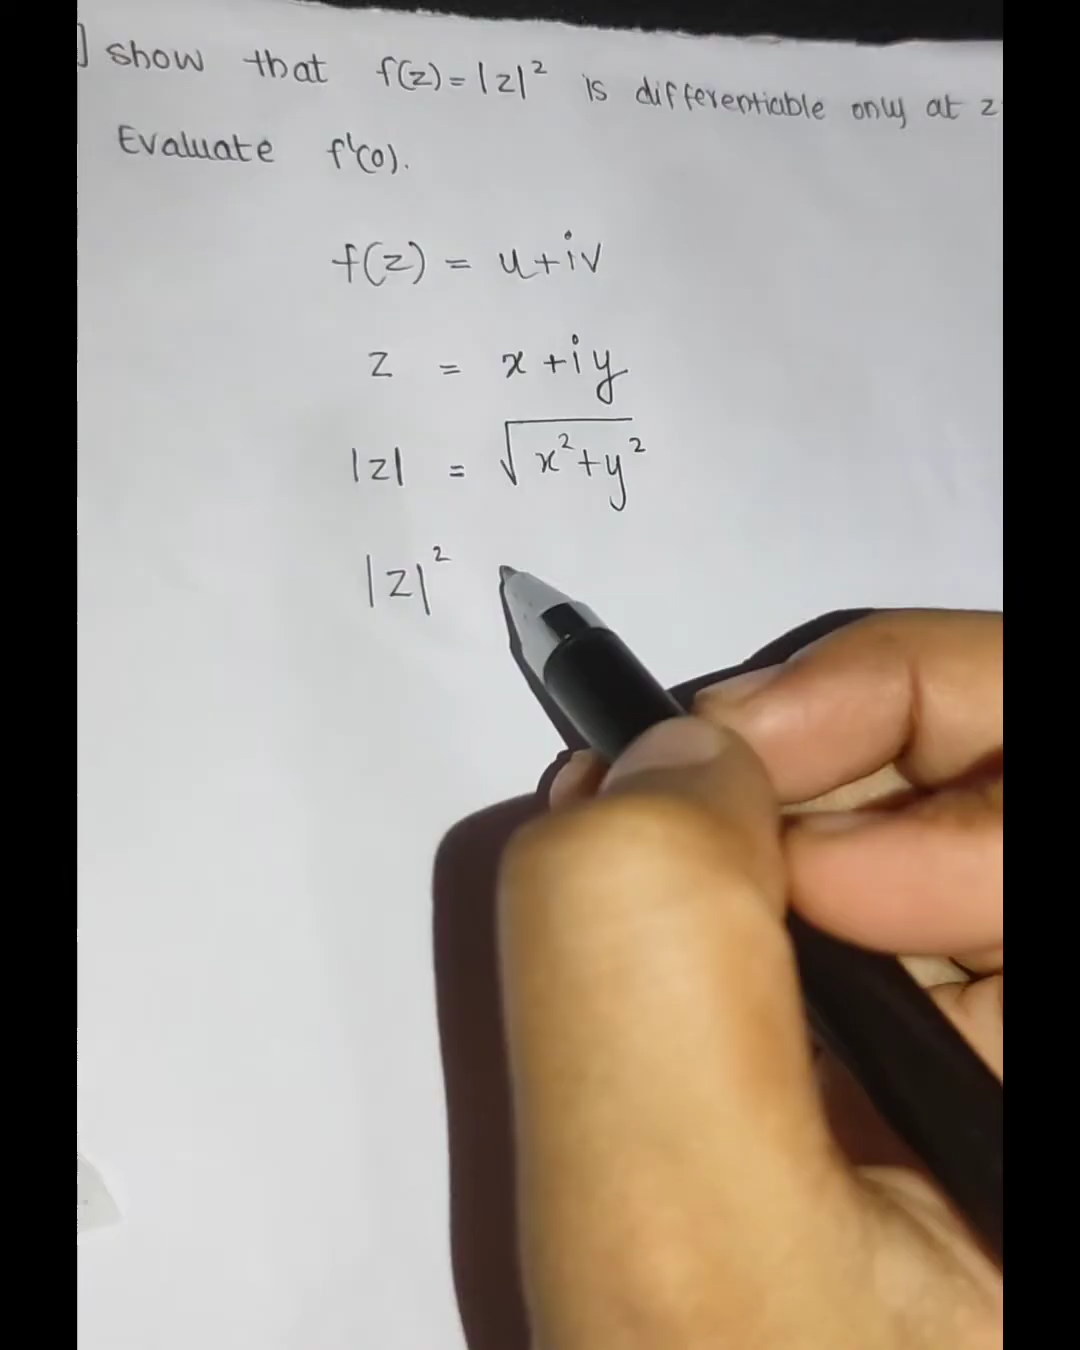 ] show that f(z) = |z|² is differentiable only at z
Evaluate f'(0).
f(z) = u+iv
z = x+iy
|z| = √x²+y²
|z|²